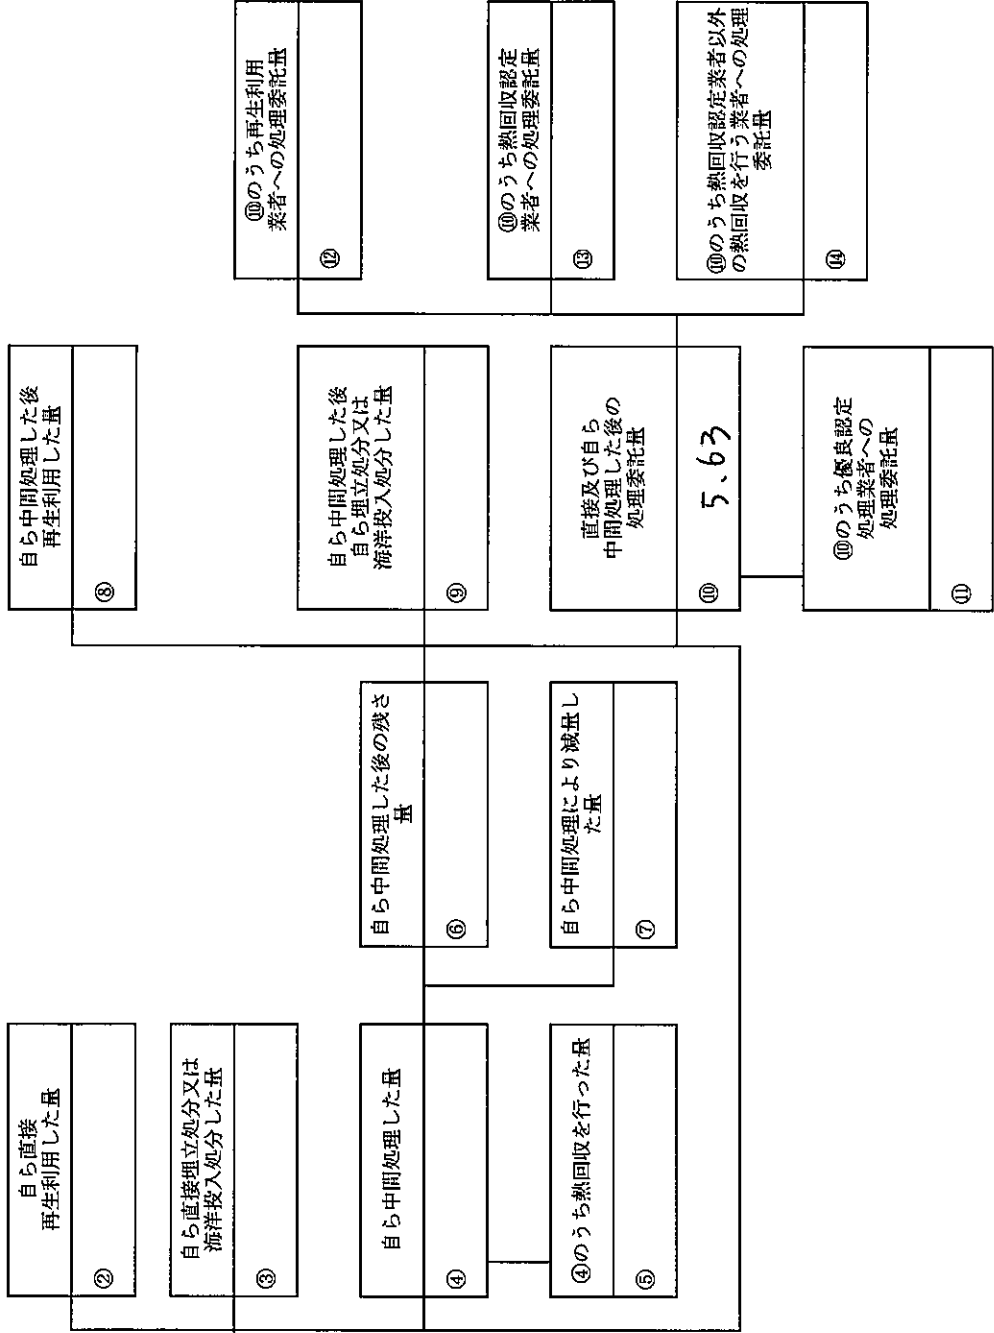 自ら直接
再生利用した量
②
自ら直接埋立処分又は
海洋投入処分した量
③
自ら中間処理した量
④
④のうち熱回収を行った量
⑤
自ら中間処理した後の残さ
量
⑥
自ら中間処理により減量し
た量
⑦
自ら中間処理した後
再生利用した量
⑧
自ら中間処理した後
自ら埋立処分又は
海洋投入処分した量
⑨
直接及び自ら
中間処理した後の
処理委託量
⑩ 5.63
⑩のうち優良認定
処理業者への
処理委託量
⑪
⑩のうち再生利用
業者への処理委託量
⑫
⑩のうち熱回収認定
業者への処理委託量
⑬
⑩のうち熱回収認定業者以外
の熱回収を行う業者への処理
委託量
⑭